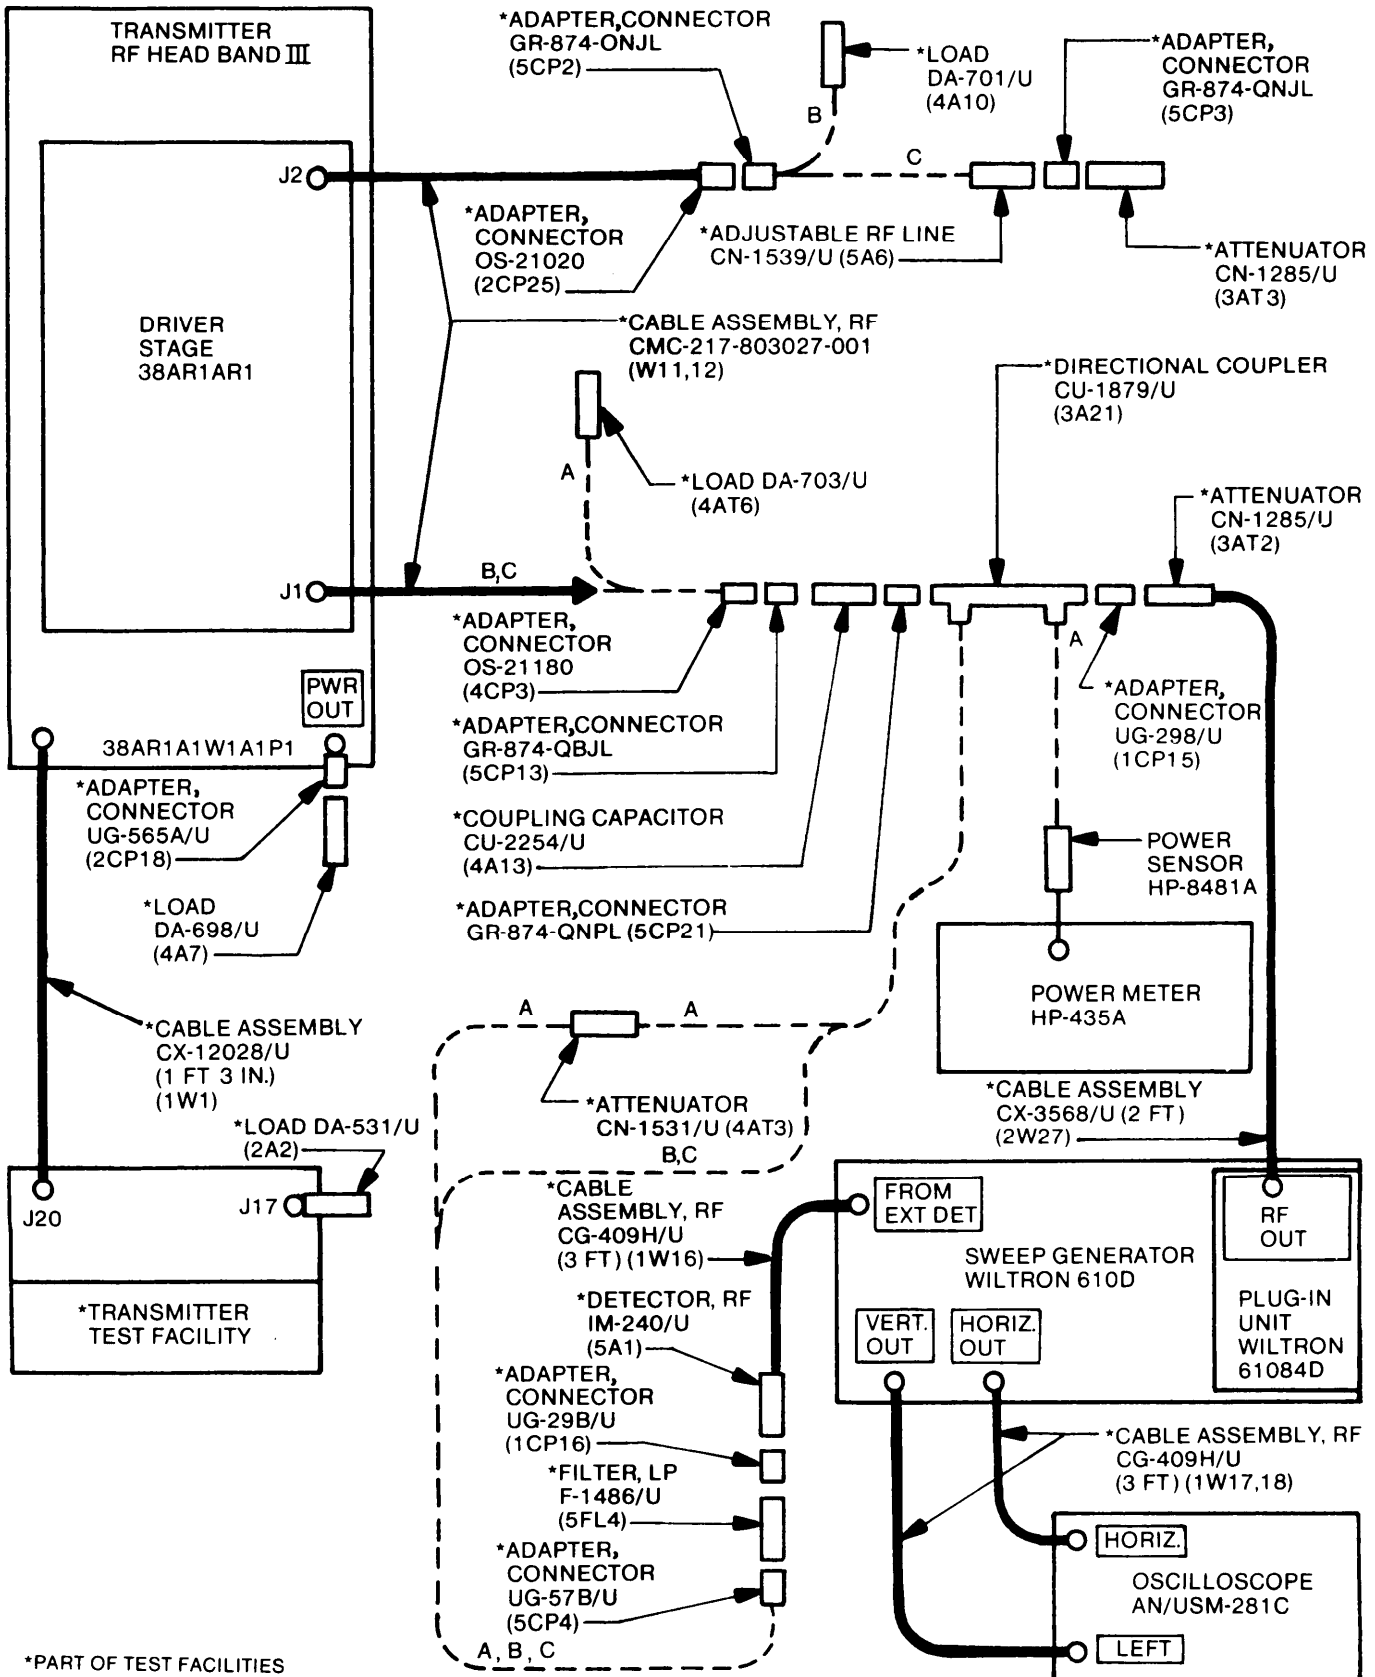 TRANSMITTER
RF HEAD BAND III
*ADAPTER,CONNECTOR
GR-874-ONJL
(5CP2)
*LOAD
DA-701/U
(4A10)
*ADAPTER,
CONNECTOR
GR-874-QNJL
(5CP3)
B
C
J2
*ADAPTER,
CONNECTOR
OS-21020
(2CP25)
*ADJUSTABLE RF LINE
CN-1539/U (5A6)
*ATTENUATOR
CN-1285/U
(3AT3)
DRIVER
STAGE
38AR1AR1
*CABLE ASSEMBLY, RF
CMC-217-803027-001
(W11,12)
*DIRECTIONAL COUPLER
CU-1879/U
(3A21)
A
*LOAD DA-703/U
(4AT6)
*ATTENUATOR
CN-1285/U
(3AT2)
J1
B,C
*ADAPTER,
CONNECTOR
OS-21180
(4CP3)
A
*ADAPTER,
CONNECTOR
UG-298/U
(1CP15)
PWR
OUT
38AR1A1W1A1P1
*ADAPTER,CONNECTOR
GR-874-QBJL
(5CP13)
*ADAPTER,
CONNECTOR
UG-565A/U
(2CP18)
*COUPLING CAPACITOR
CU-2254/U
(4A13)
POWER
SENSOR
HP-8481A
*LOAD
DA-698/U
(4A7)
*ADAPTER,CONNECTOR
GR-874-QNPL (5CP21)
POWER METER
HP-435A
A
A
*CABLE ASSEMBLY
CX-12028/U
(1 FT 3 IN.)
(1W1)
*ATTENUATOR
CN-1531/U (4AT3)
*CABLE ASSEMBLY
CX-3568/U (2 FT)
(2W27)
*LOAD DA-531/U
(2A2)
B,C
J20
J17
*CABLE
ASSEMBLY, RF
CG-409H/U
(3 FT) (1W16)
FROM
EXT DET
RF
OUT
SWEEP GENERATOR
WILTRON 610D
*TRANSMITTER
TEST FACILITY
*DETECTOR, RF
IM-240/U
(5A1)
VERT.
OUT
HORIZ.
OUT
PLUG-IN
UNIT
WILTRON
61084D
*ADAPTER,
CONNECTOR
UG-29B/U
(1CP16)
*CABLE ASSEMBLY, RF
CG-409H/U
(3 FT) (1W17,18)
*FILTER, LP
F-1486/U
(5FL4)
HORIZ.
*ADAPTER,
CONNECTOR
UG-57B/U
(5CP4)
OSCILLOSCOPE
AN/USM-281C
LEFT
A, B, C
*PART OF TEST FACILITIES